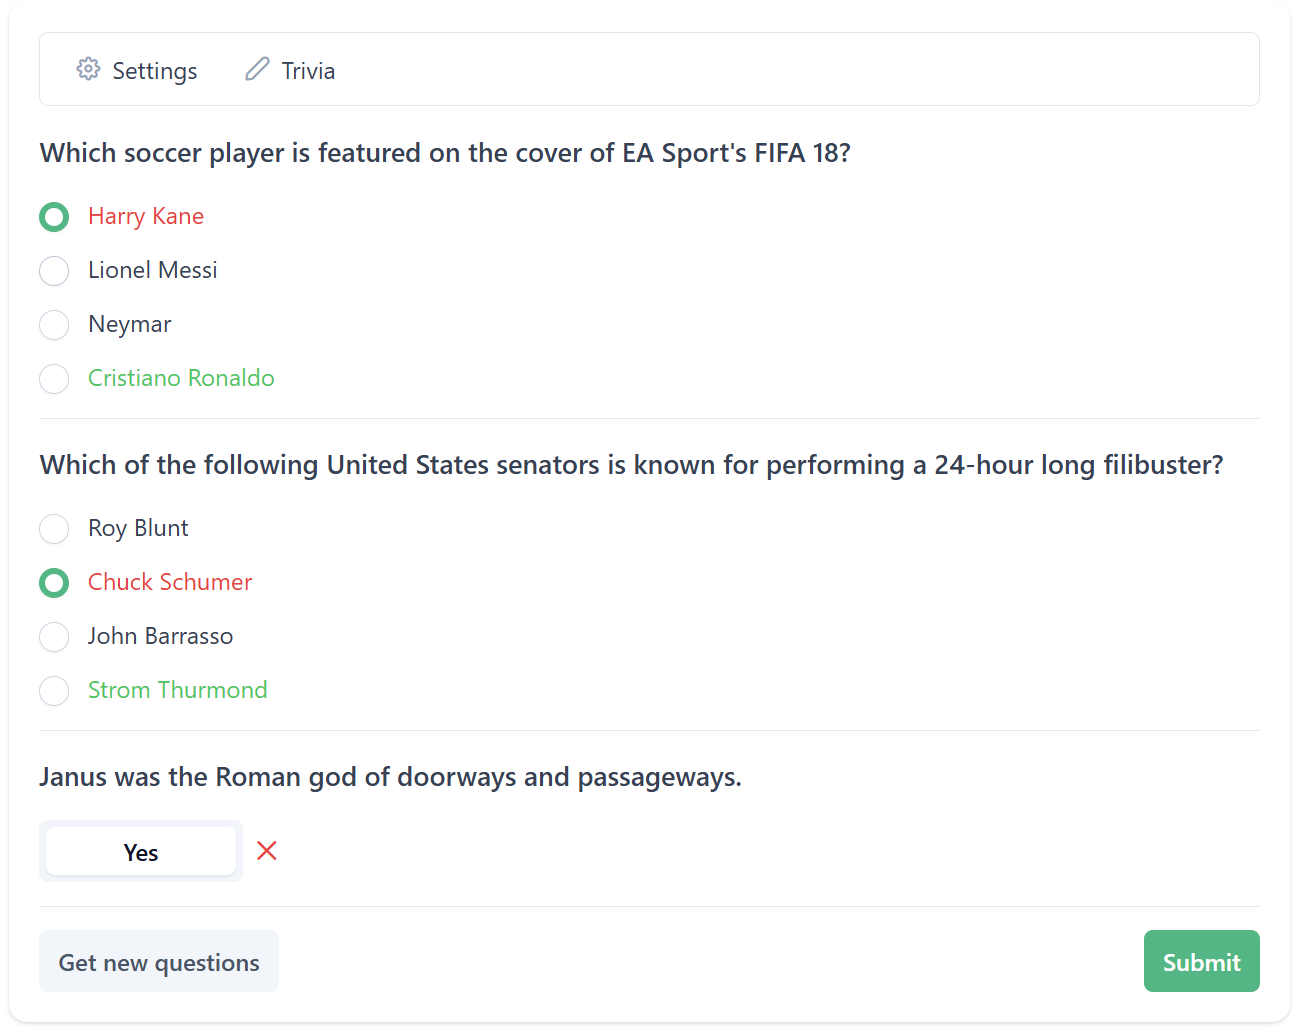 Settings Trivia
Which soccer player is featured on the cover of EA Sport's FIFA 18?
Harry Kane
Lionel Messi
Neymar
Cristiano Ronaldo
Which of the following United States senators is known for performing a 24-hour long filibuster?
Roy Blunt
Chuck Schumer
John Barrasso
Strom Thurmond
Janus was the Roman god of doorways and passageways.
Yes
Get new questions Submit